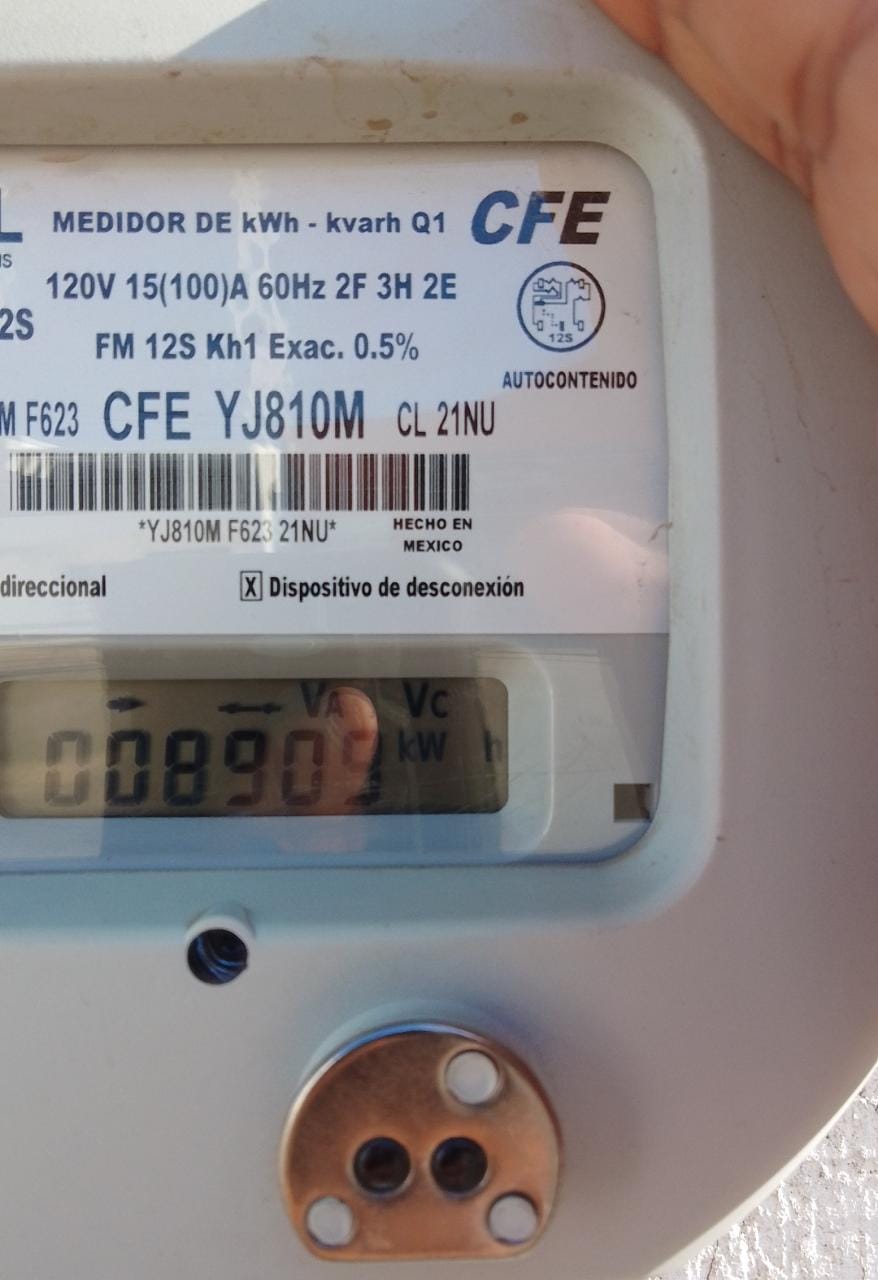 L
MEDIDOR DE kWh - kvarh Q1
CFE
120V 15(100)A 60Hz 2F 3H 2E
2S
FM 12S Kh1 Exac. 0.5%
12S
AUTOCONTENIDO
M F623 CFE YJ810M CL 21NU
*YJ810M F623 21NU*
HECHO EN
MEXICO
direccional
X Dispositivo de desconexión
VA VC
kW h